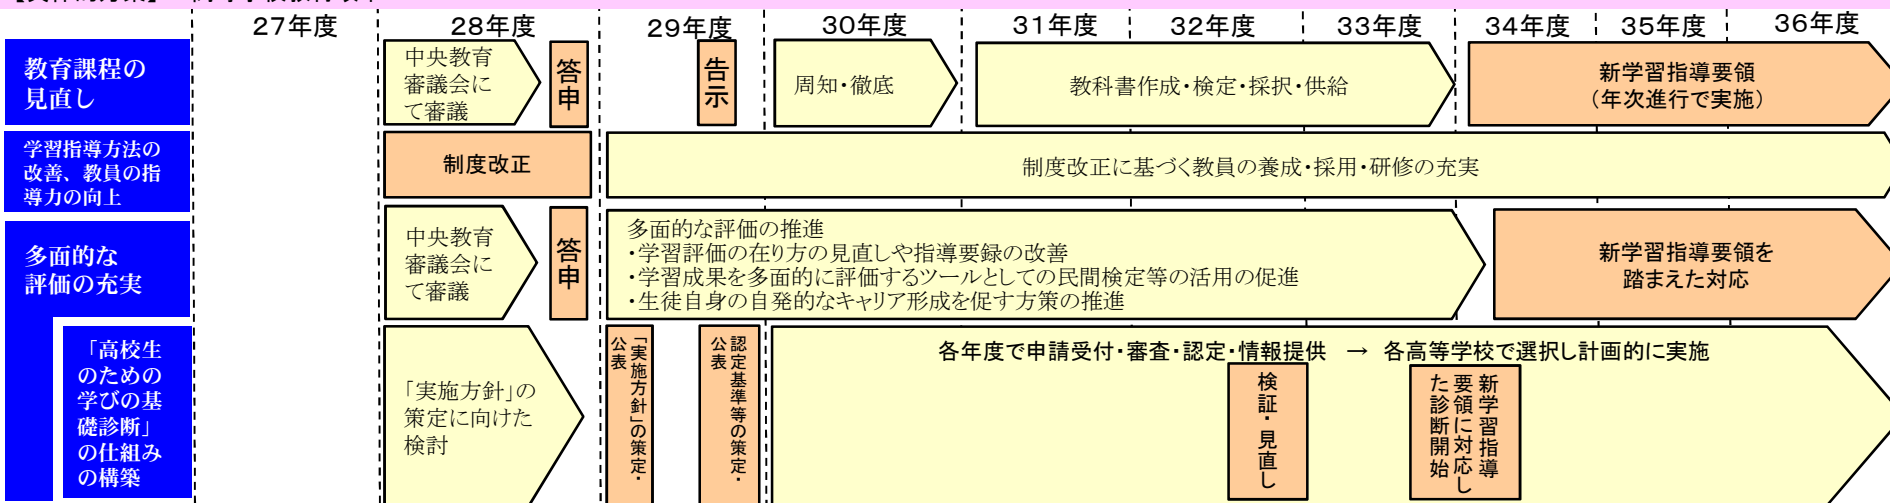 27年度
28年度
29年度
30年度
31年度
32年度
33年度
34年度
35年度
36年度
教育課程の
見直し
中央教育
審議会に
て審議
答申
告示
周知・徹底
教科書作成・検定・採択・供給
新学習指導要領
（年次進行で実施）
学習指導方法の
改善、教員の指
導力の向上
制度改正
制度改正に基づく教員の養成・採用・研修の充実
多面的な
評価の充実
中央教育
審議会に
て審議
答申
多面的な評価の推進
・学習評価の在り方の見直しや指導要録の改善
・学習成果を多面的に評価するツールとしての民間検定等の活用の促進
・生徒自身の自発的なキャリア形成を促す方策の推進
新学習指導要領を
踏まえた対応
「高校生
のための
学びの基
礎診断」
の仕組み
の構築
「実施方針」の
策定に向けた
検討
「実施方針」の策定・
公表
認定基準等の策定・
公表
各年度で申請受付・審査・認定・情報提供 → 各高等学校で選択し計画的に実施
検証・見直し
新学習指導
要領に対応し
た診断開始